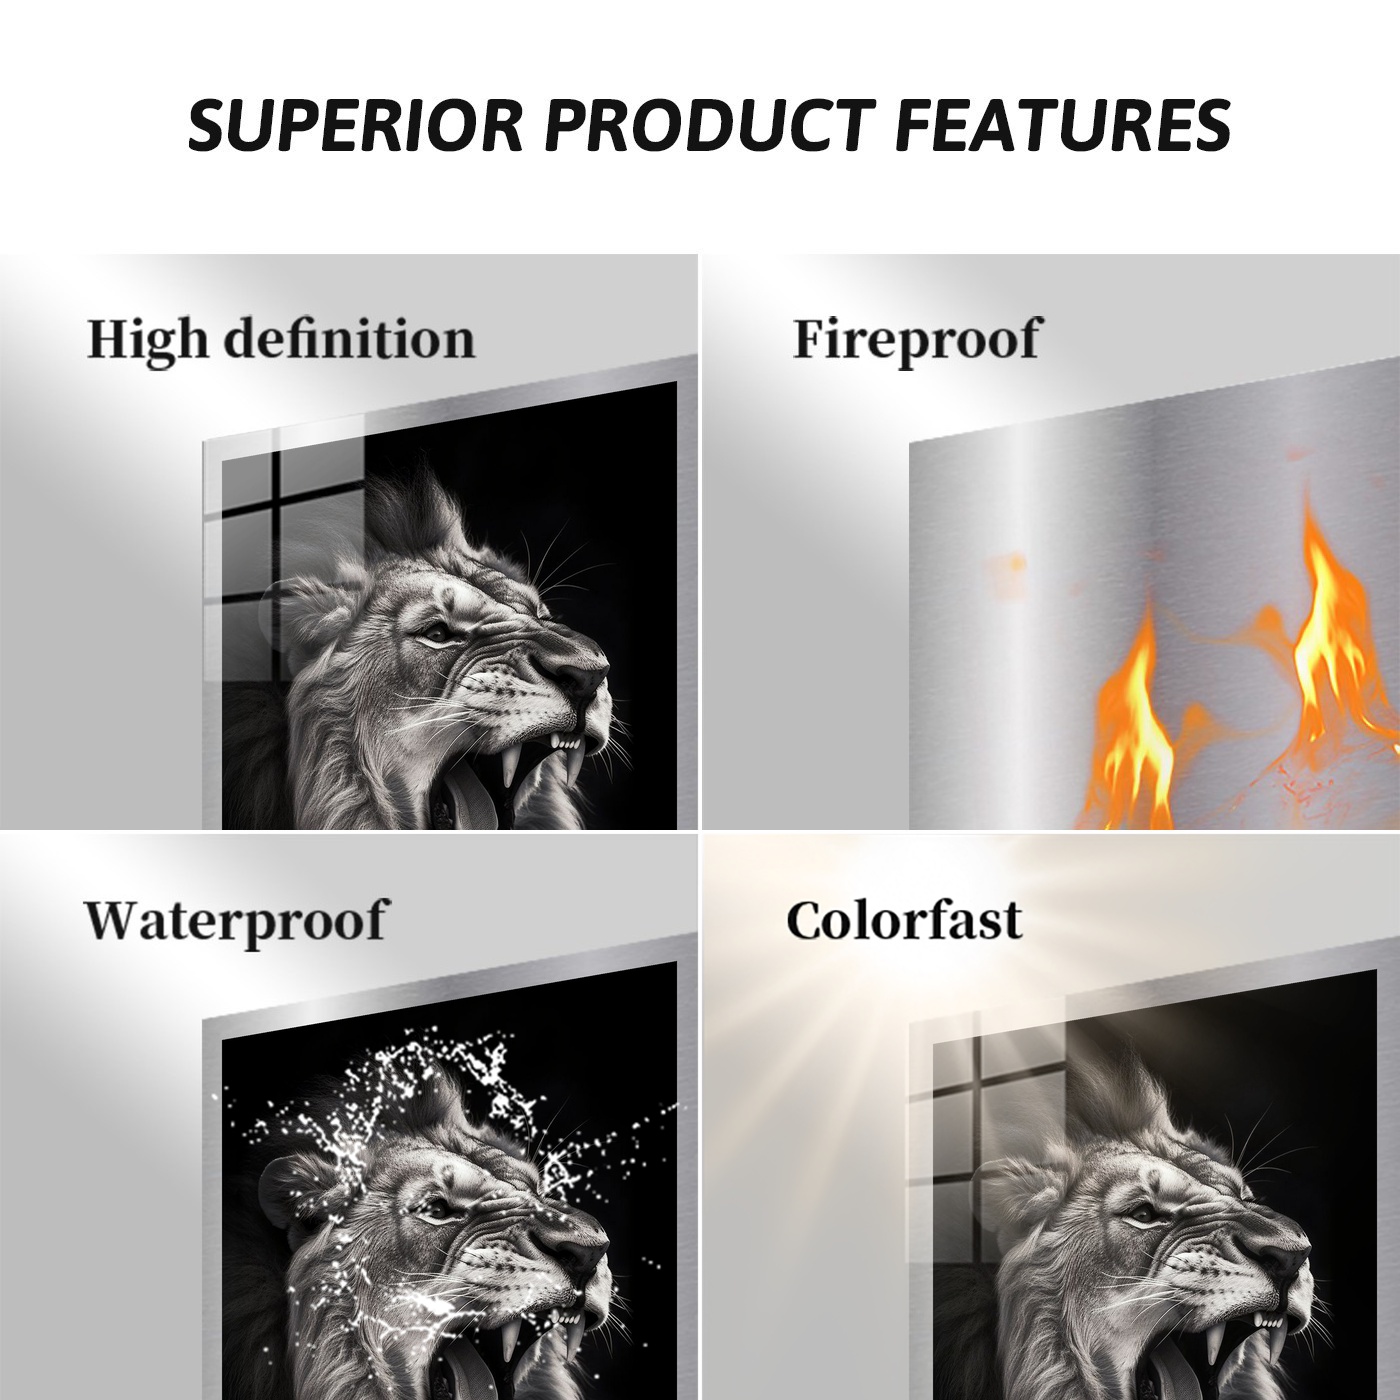 SUPERIOR PRODUCT FEATURES
High definition
Fireproof
Waterproof
Colorfast